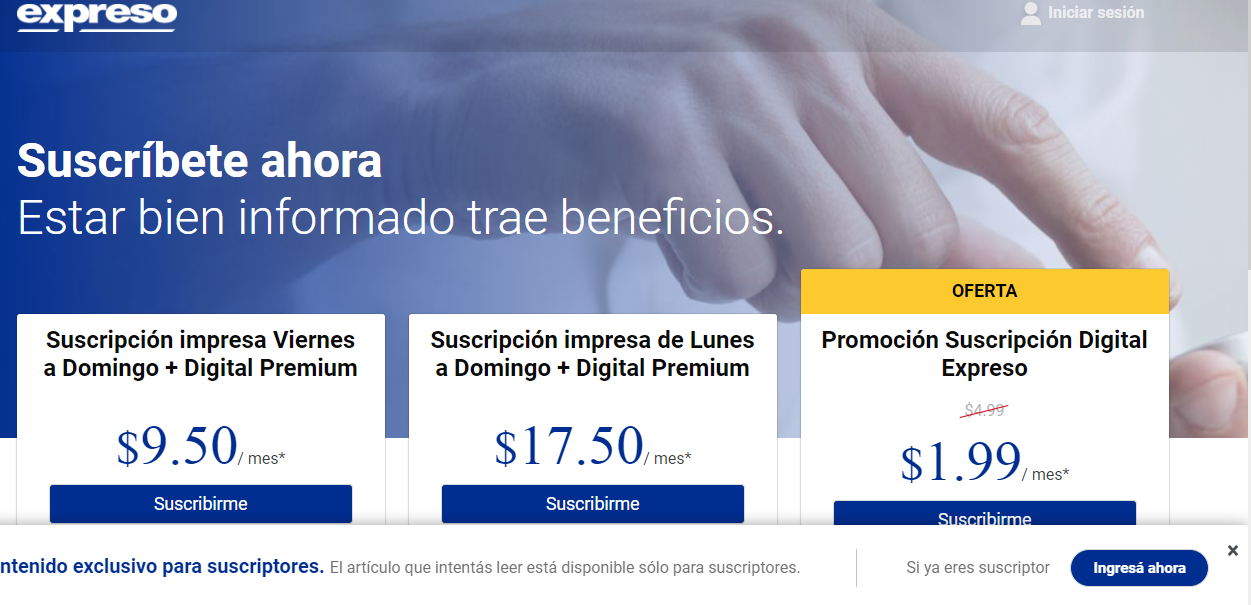 expreso
Iniciar sesión
Suscríbete ahora
Estar bien informado trae beneficios.
Suscripción impresa Viernes
a Domingo + Digital Premium
$9.50/ mes*
Suscribirme
Suscripción impresa de Lunes
a Domingo + Digital Premium
$17.50/ mes*
Suscribirme
OFERTA
Promoción Suscripción Digital
Expreso
$4.99
$1.99/ mes*
Suscribirme
ntenido exclusivo para suscriptores. El artículo que intentás leer está disponible sólo para suscriptores.
Si ya eres suscriptor
Ingresá ahora
×